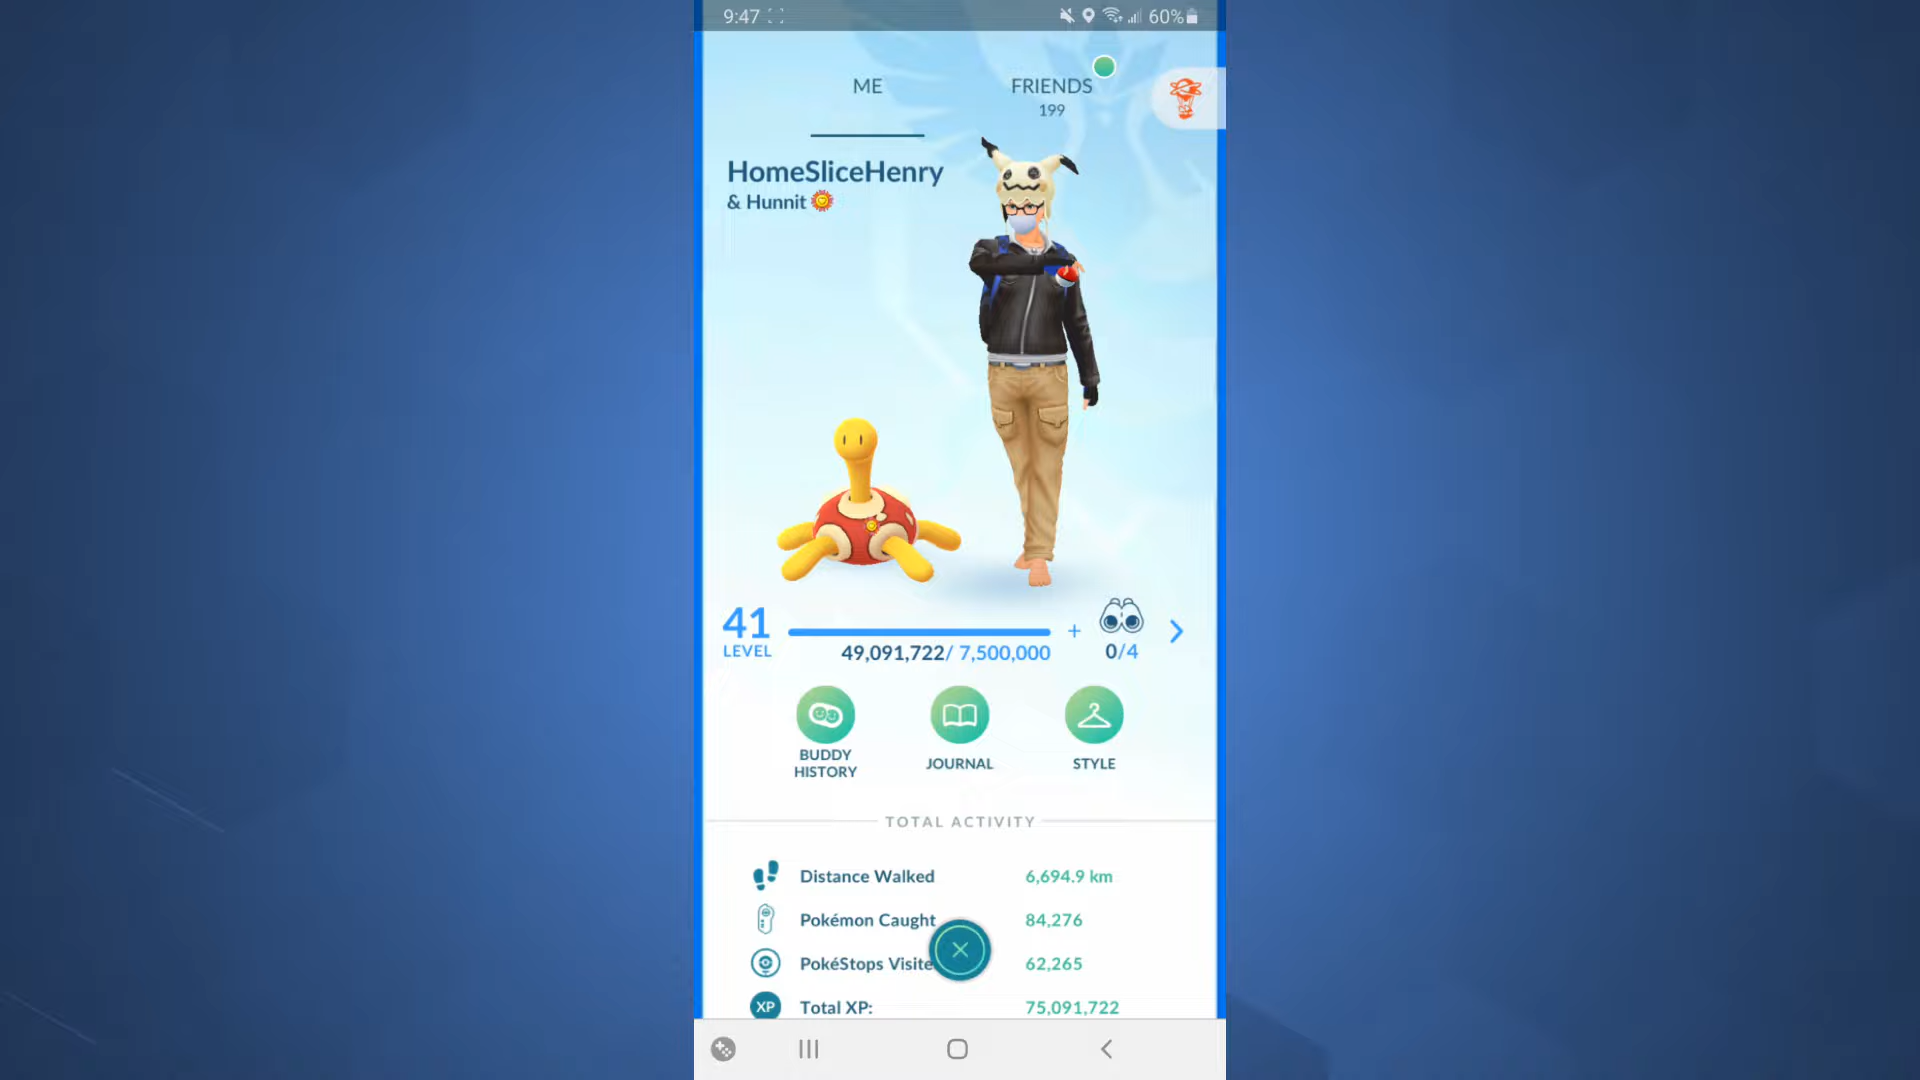 9:47
60%
ME
FRIENDS
199
HomeSliceHenry
& Hunnit
41
LEVEL
49,091,722/ 7,500,000
+
0/4
BUDDY
HISTORY
JOURNAL
STYLE
TOTAL ACTIVITY
Distance Walked 6,694.9 km
Pokémon Caught 84,276
PokéStops Visite 62,265
XP Total XP: 75,091,722